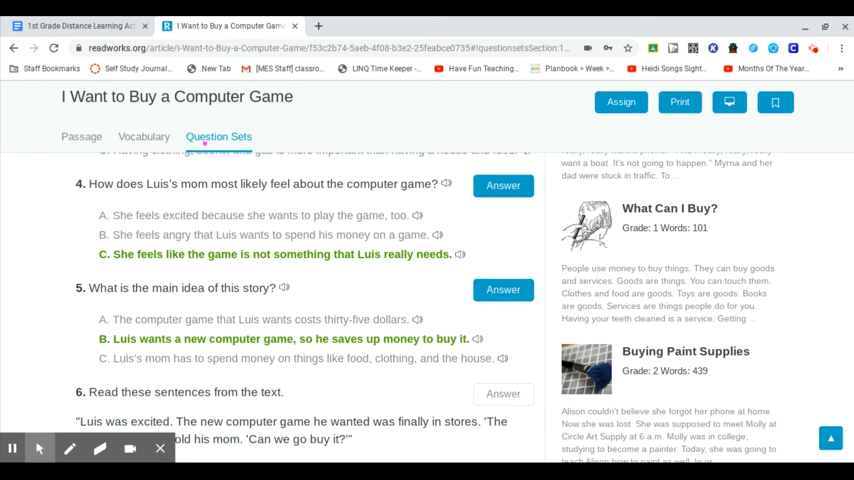 1st Grade Distance Learning Act
I Want to Buy a Computer Game
readworks.org/article/I-Want-to-Buy-a-Computer-Game/f53c2b74-5aeb-4f08-b3e2-25feabce0735#!questionsetsSection:1...
Staff Bookmarks
Self Study Journal...
New Tab
[MES Staff] classro...
LINQ Time Keeper -...
Have Fun Teaching...
Planbook > Week >...
Heidi Songs Sight...
Months Of The Year...
»
I Want to Buy a Computer Game
Assign
Print
Passage
Vocabulary
Question Sets
4. How does Luis's mom most likely feel about the computer game?
Answer
A. She feels excited because she wants to play the game, too.
B. She feels angry that Luis wants to spend his money on a game.
C. She feels like the game is not something that Luis really needs.
5. What is the main idea of this story?
Answer
A. The computer game that Luis wants costs thirty-five dollars.
B. Luis wants a new computer game, so he saves up money to buy it.
C. Luis's mom has to spend money on things like food, clothing, and the house.
6. Read these sentences from the text.
Answer
"Luis was excited. The new computer game he wanted was finally in stores. 'The
old his mom. 'Can we go buy it?'"
want a boat. It's not going to happen." Myrna and her
dad were stuck in traffic. To ...
What Can I Buy?
Grade: 1 Words: 101
People use money to buy things. They can buy goods
and services. Goods are things. You can touch them.
Clothes and food are goods. Toys are goods. Books
are goods. Services are things people do for you.
Having your teeth cleaned is a service. Getting ...
Buying Paint Supplies
Grade: 2 Words: 439
Alison couldn't believe she forgot her phone at home.
Now she was lost. She was supposed to meet Molly at
Circle Art Supply at 6 a.m. Molly was in college,
studying to become a painter. Today, she was going to
teach Alison how to paint as well. In or